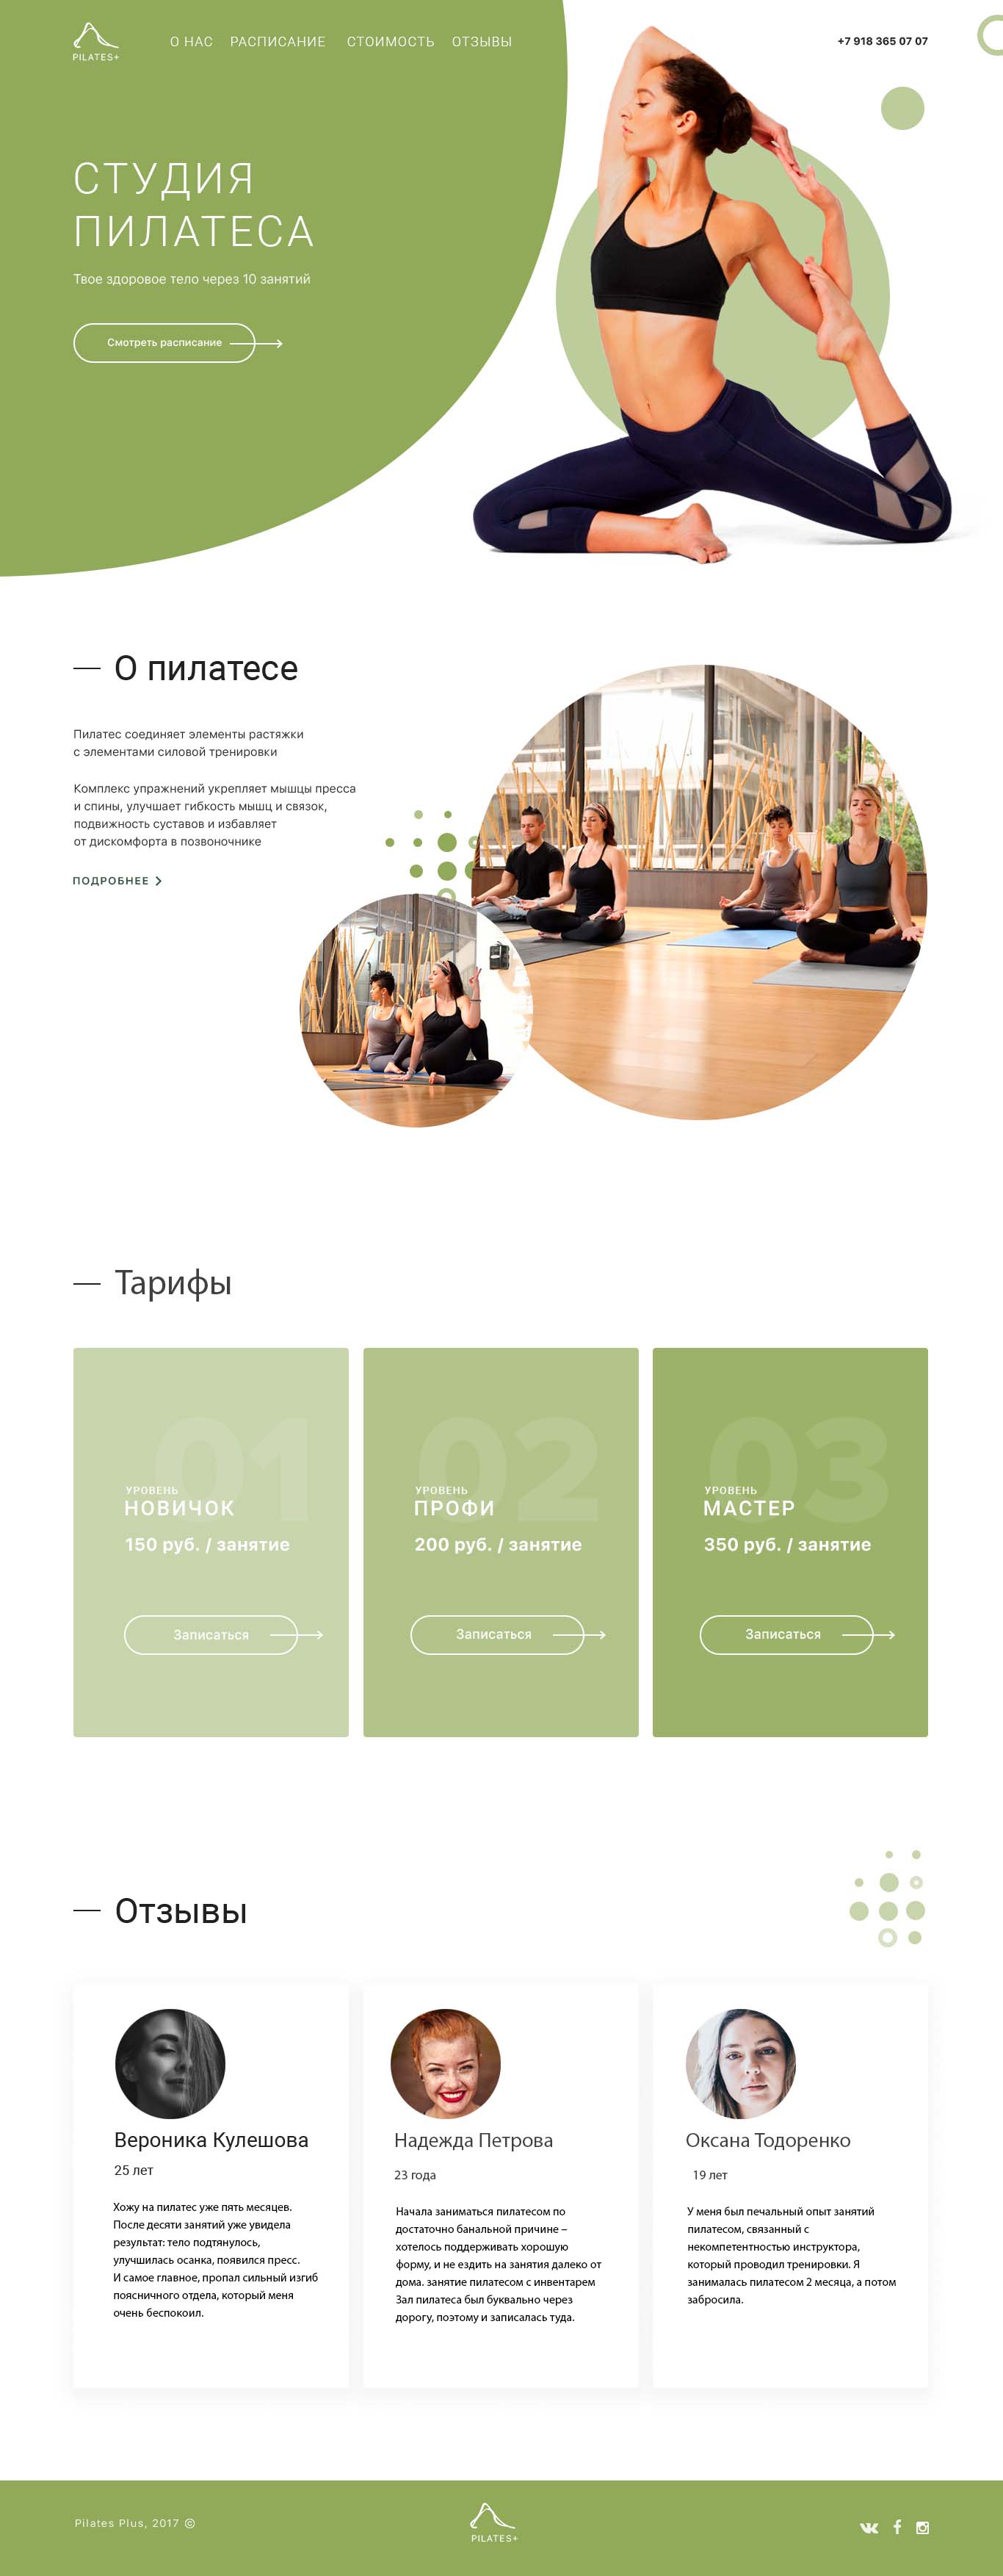 PILATES+
О НАС РАСПИСАНИЕ СТОИМОСТЬ ОТЗЫВЫ
+7 918 365 07 07
СТУДИЯ
ПИЛАТЕСА
Твое здоровое тело через 10 занятий
Смотреть расписание
О пилатесе
Пилатес соединяет элементы растяжки
с элементами силовой тренировки
Комплекс упражнений укрепляет мышцы пресса
и спины, улучшает гибкость мышц и связок,
подвижность суставов и избавляет
от дискомфорта в позвоночнике
ПОДРОБНЕЕ
Тарифы
01
УРОВЕНЬ
НОВИЧОК
150 руб. / занятие
Записаться
02
УРОВЕНЬ
ПРОФИ
200 руб. / занятие
Записаться
03
УРОВЕНЬ
МАСТЕР
350 руб. / занятие
Записаться
Отзывы
Вероника Кулешова
25 лет
Хожу на пилатес уже пять месяцев.
После десяти занятий уже увидела
результат: тело подтянулось,
улучшилась осанка, появился пресс.
И самое главное, пропал сильный изгиб
поясничного отдела, который меня
очень беспокоил.
Надежда Петрова
23 года
Начала заниматься пилатесом по
достаточно банальной причине –
хотелось поддерживать хорошую
форму, и не ездить на занятия далеко от
дома. занятие пилатесом с инвентарем
Зал пилатеса был буквально через
дорогу, поэтому и записалась туда.
Оксана Тодоренко
19 лет
У меня был печальный опыт занятий
пилатесом, связанный с
некомпетентностью инструктора,
который проводил тренировки. Я
занималась пилатесом 2 месяца, а потом
забросила.
Pilates Plus, 2017 ©
PILATES+